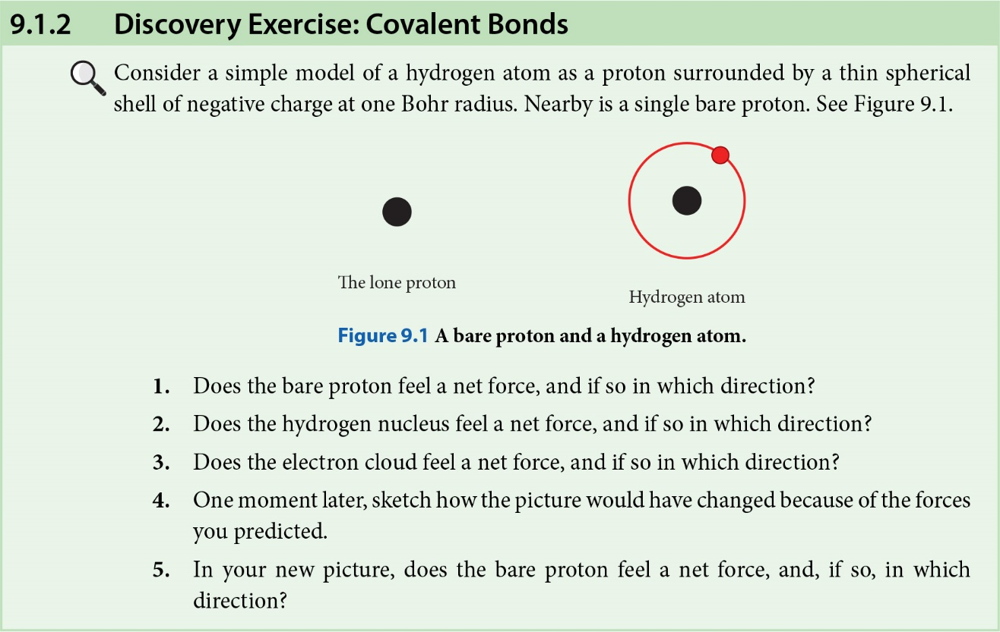 9.1.2 Discovery Exercise: Covalent Bonds
Consider a simple model of a hydrogen atom as a proton surrounded by a thin spherical
shell of negative charge at one Bohr radius. Nearby is a single bare proton. See Figure 9.1.
The lone proton
Hydrogen atom
Figure 9.1 A bare proton and a hydrogen atom.
1. Does the bare proton feel a net force, and if so in which direction?
2. Does the hydrogen nucleus feel a net force, and if so in which direction?
3. Does the electron cloud feel a net force, and if so in which direction?
4. One moment later, sketch how the picture would have changed because of the forces
you predicted.
5. In your new picture, does the bare proton feel a net force, and, if so, in which
direction?